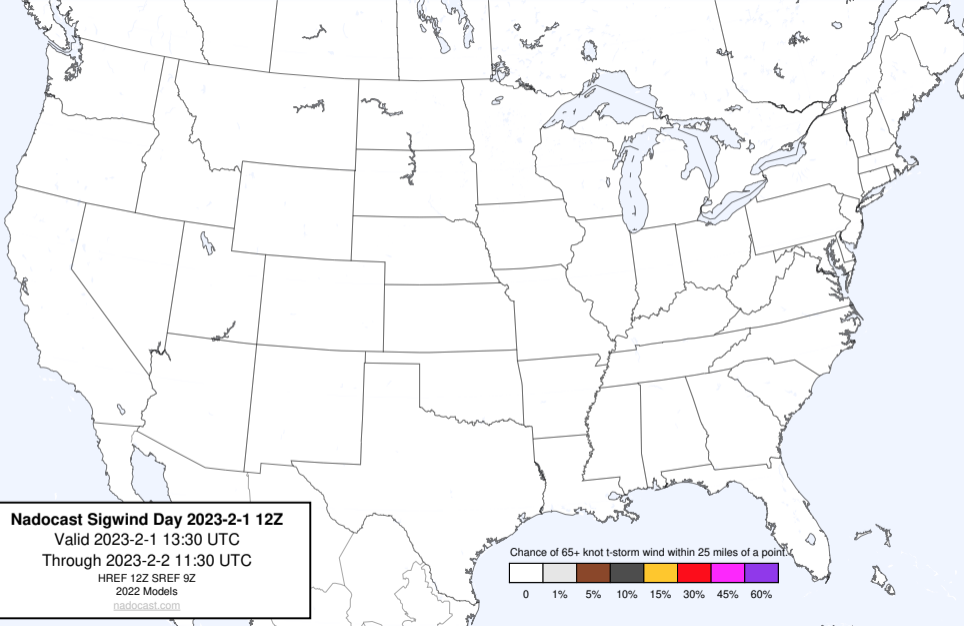 Nadocast Sigwind Day 2023-2-1 12Z
Valid 2023-2-1 13:30 UTC
Through 2023-2-2 11:30 UTC
HREF 12Z SREF 9Z
2022 Models
nadocast.com
Chance of 65+ knot t-storm wind within 25 miles of a point.
0 1% 5% 10% 15% 30% 45% 60%